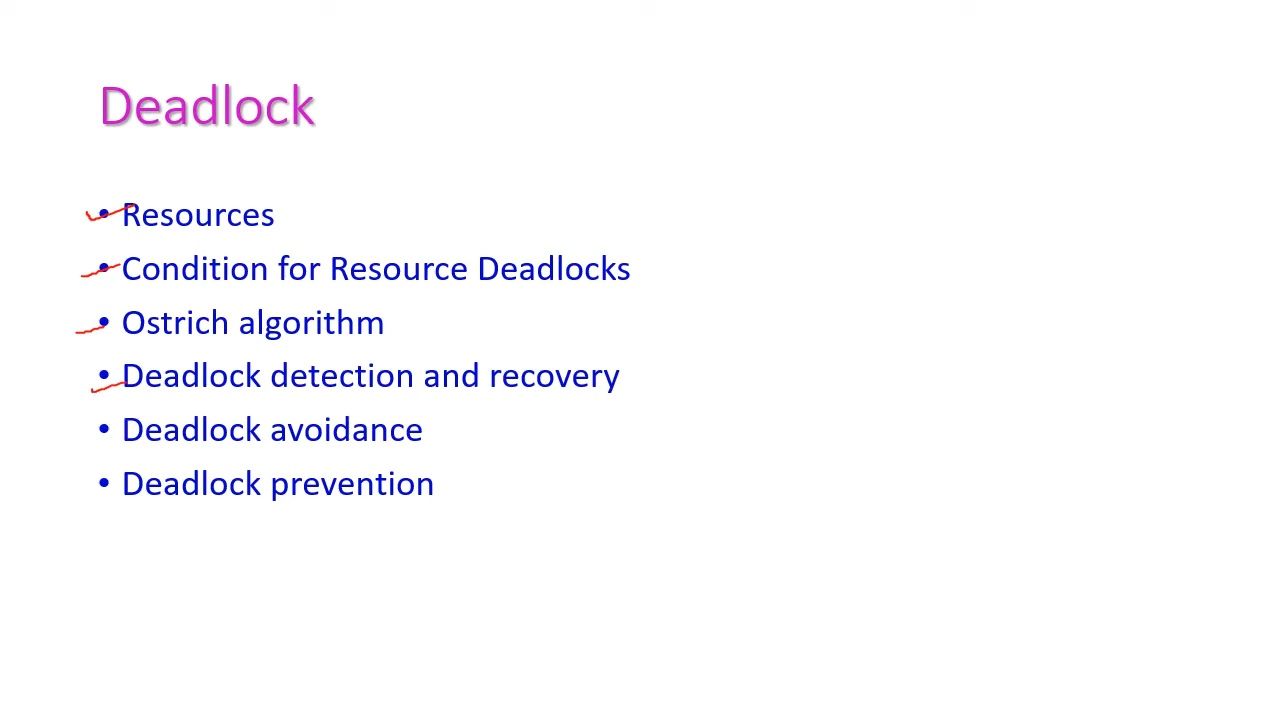 Deadlock
• Resources
• Condition for Resource Deadlocks
• Ostrich algorithm
• Deadlock detection and recovery
• Deadlock avoidance
• Deadlock prevention